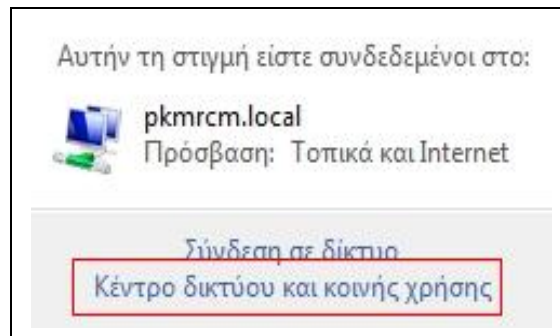 Αυτήν τη στιγμή είστε συνδεδεμένοι στο:
pkmrcm.local
Πρόσβαση: Τοπικά και Internet
Σύνδεση σε δίκτυο
Κέντρο δικτύου και κοινής χρήσης